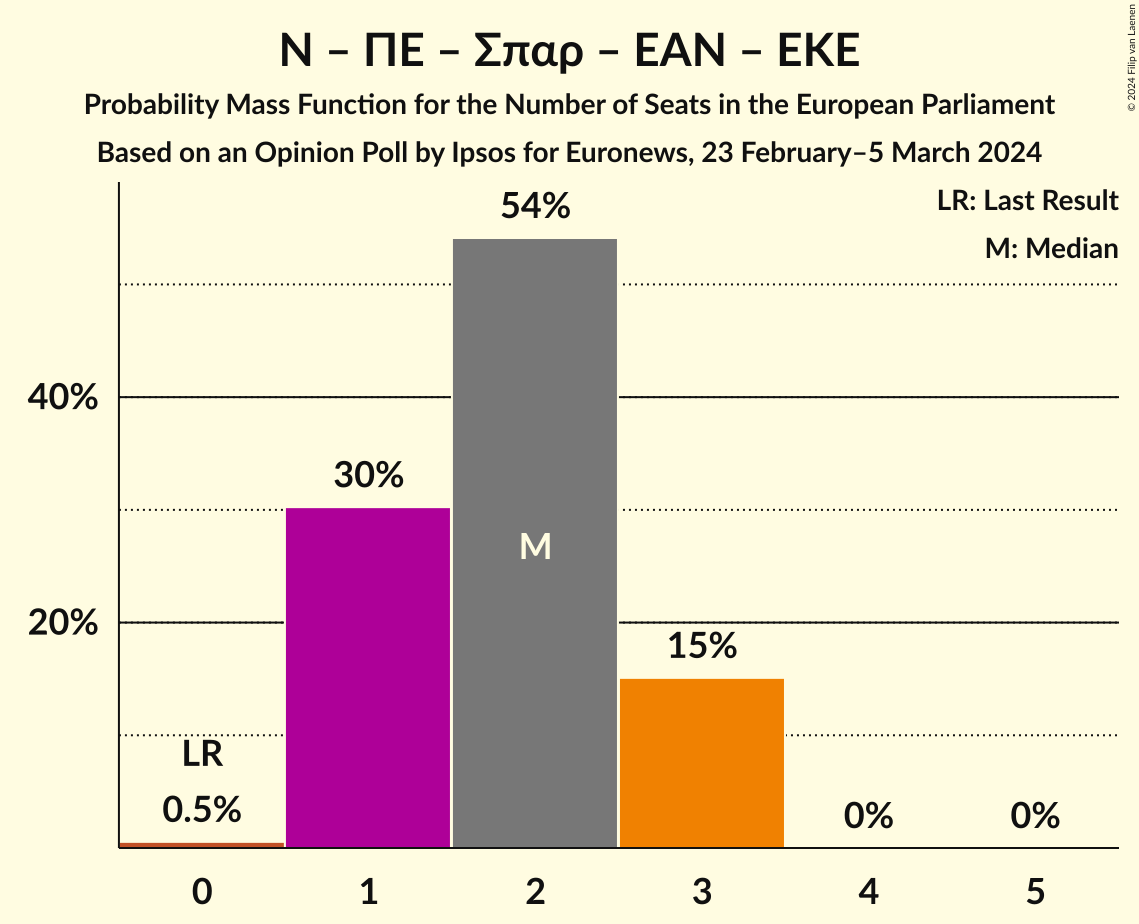 Ν – ΠΕ – Σπαρ – ΕΑΝ – ΕΚΕ
Probability Mass Function for the Number of Seats in the European Parliament
Based on an Opinion Poll by Ipsos for Euronews, 23 February–5 March 2024
© 2024 Filip van Laenen
LR: Last Result
M: Median
54%
40%
30%
M
20%
15%
LR
0.5%
0%
0%
0
1
2
3
4
5